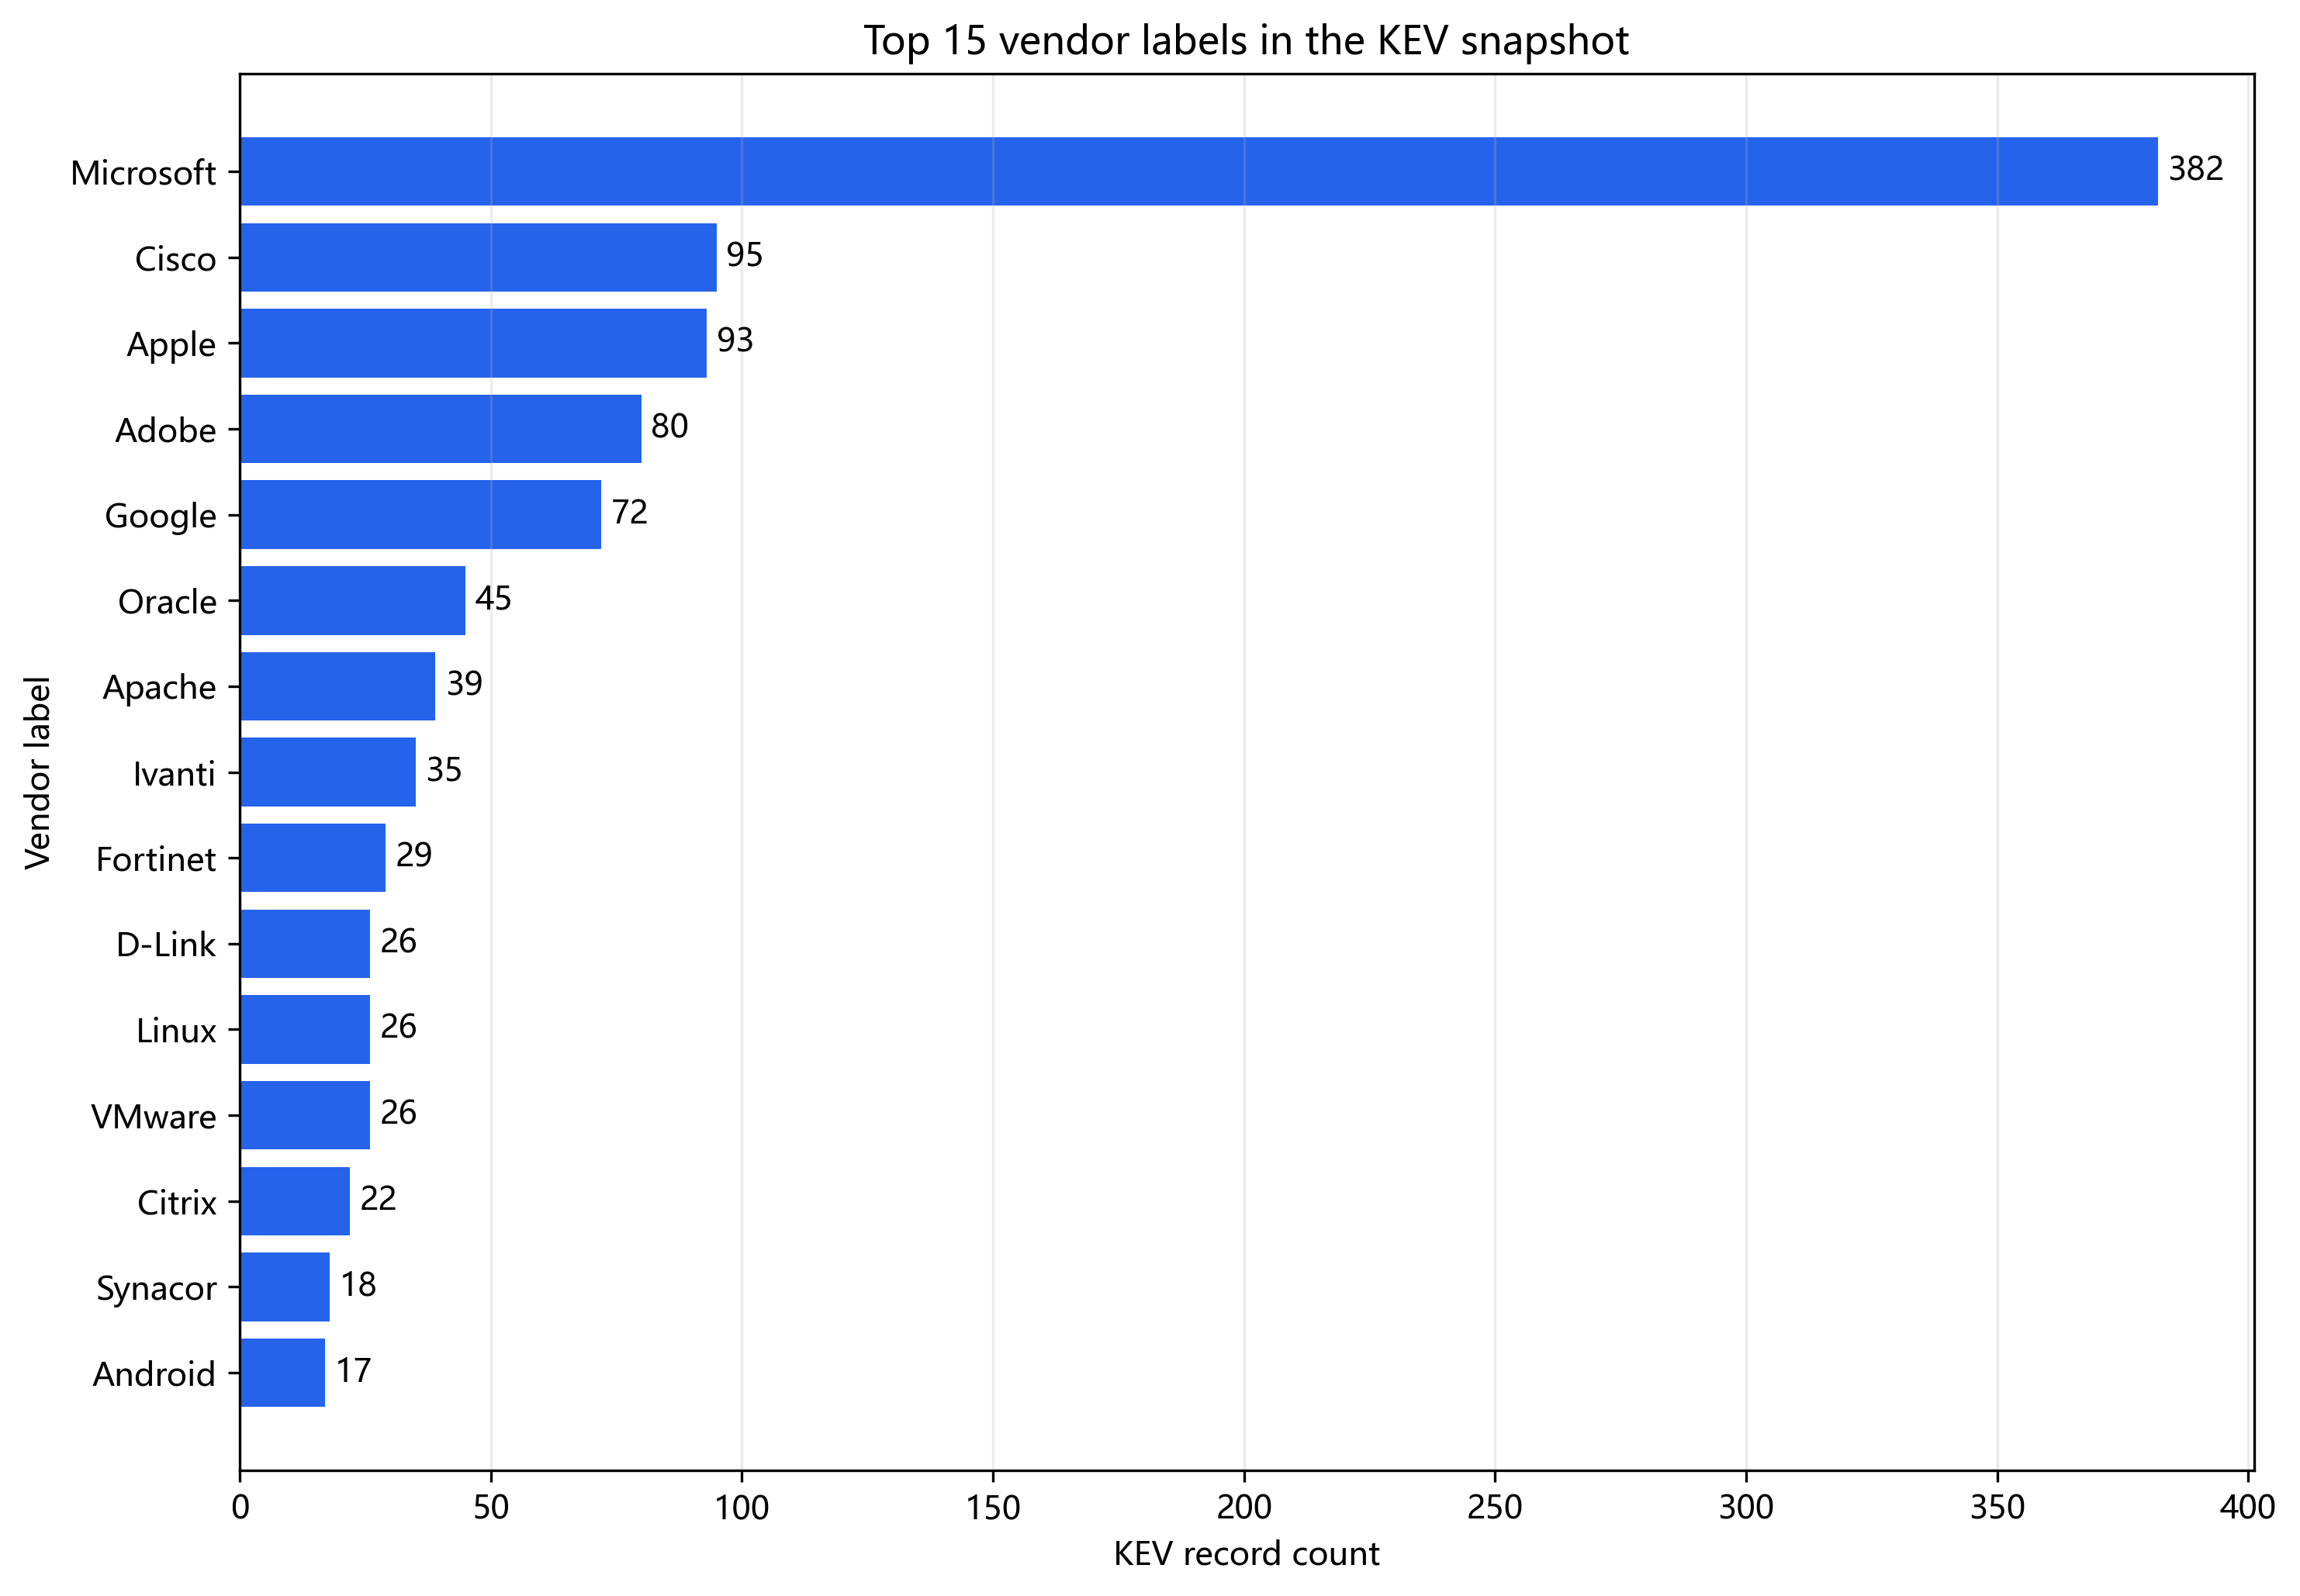 Top 15 vendor labels in the KEV snapshot
Vendor label
Microsoft 382
Cisco 95
Apple 93
Adobe 80
Google 72
Oracle 45
Apache 39
Ivanti 35
Fortinet 29
D-Link 26
Linux 26
VMware 26
Citrix 22
Synacor 18
Android 17
0 50 100 150 200 250 300 350 400
KEV record count